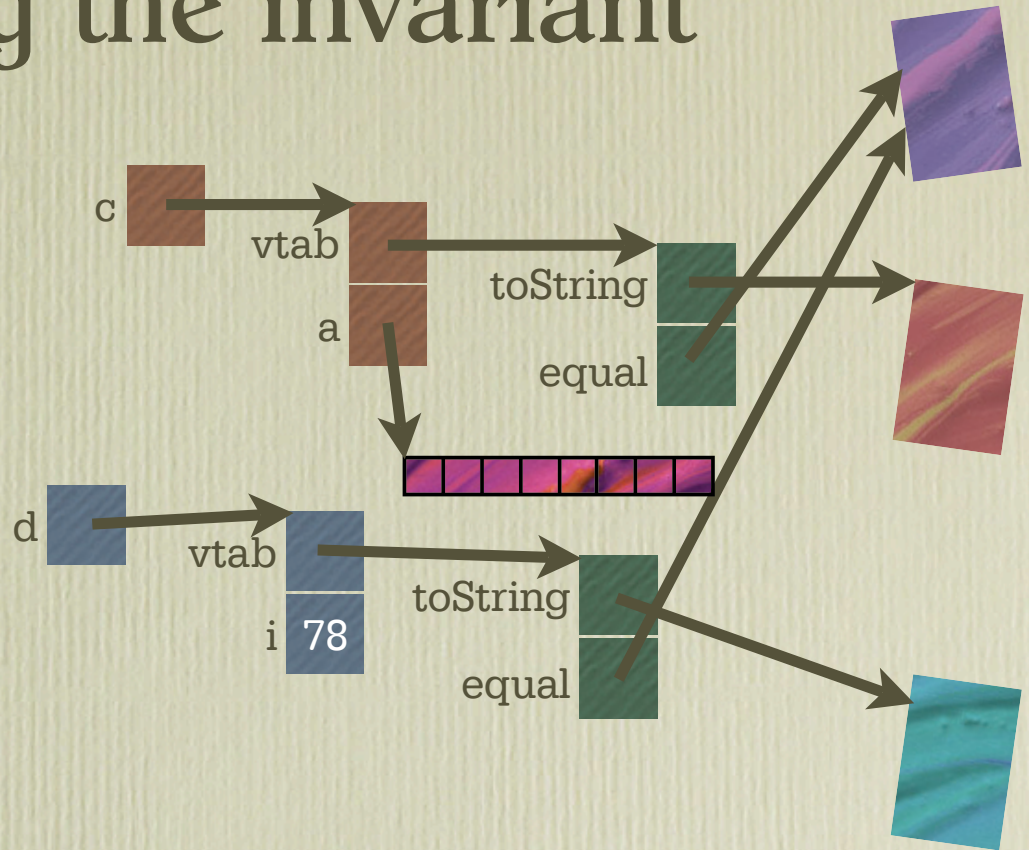 the invariant
c
vtab
toString
a
equal
d
vtab
toString
i 78
equal